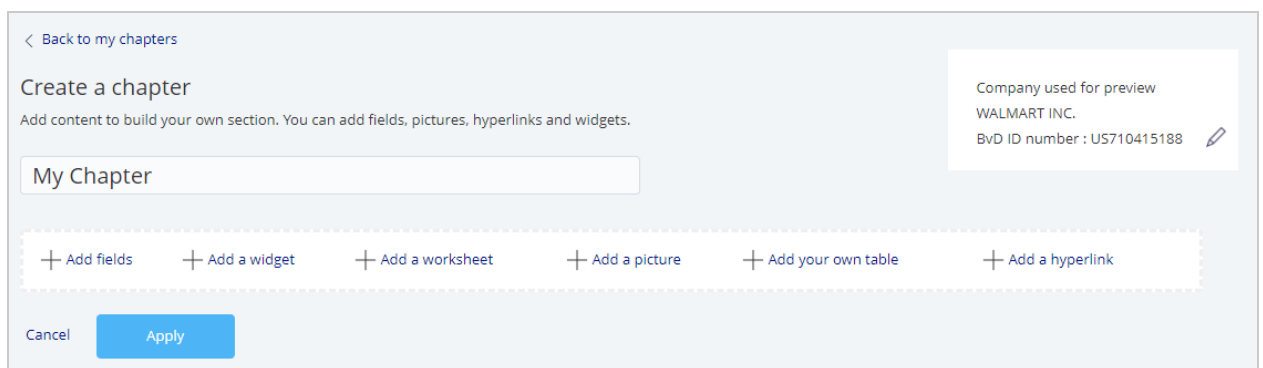 Back to my chapters
Create a chapter
Add content to build your own section. You can add fields, pictures, hyperlinks and widgets.
My Chapter
Company used for preview
WALMART INC.
BvD ID number : US710415188
Add fields
Add a widget
Add a worksheet
Add a picture
Add your own table
Add a hyperlink
Cancel
Apply